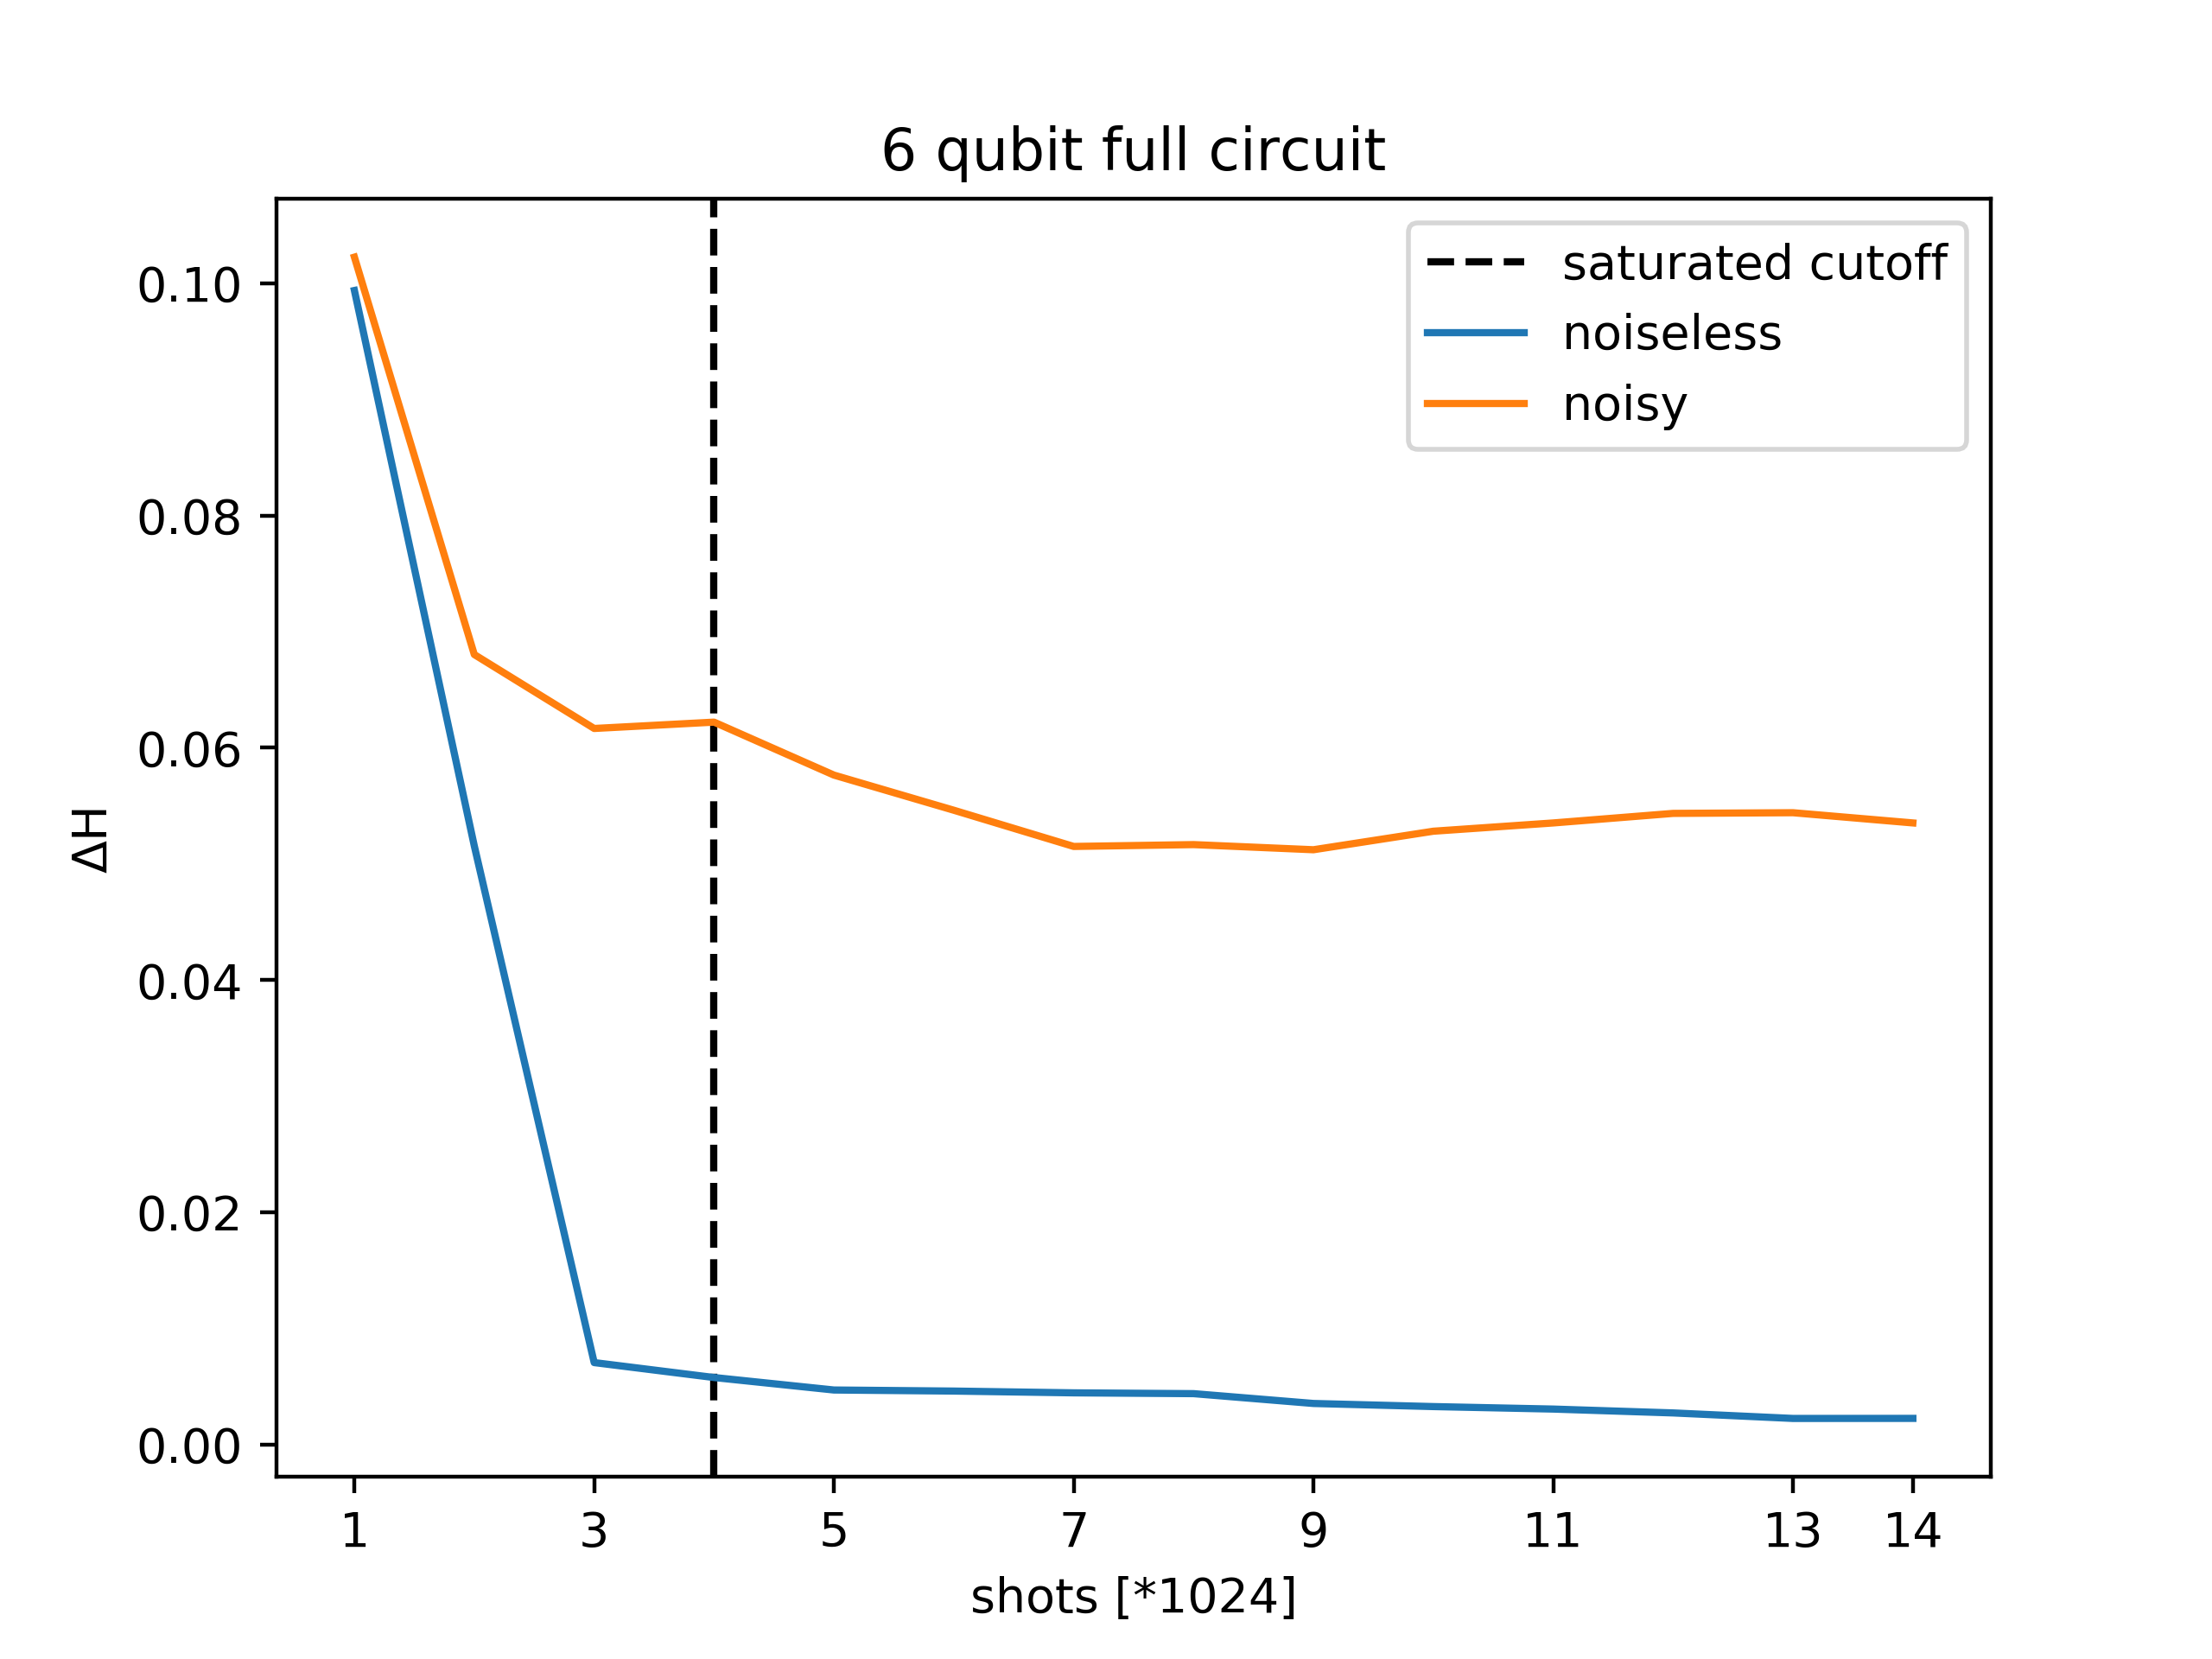 6 qubit full circuit
saturated cutoff
noiseless
noisy
0.10
0.08
0.06
0.04
0.02
0.00
ΔH
1 3 5 7 9 11 13 14
shots [*1024]